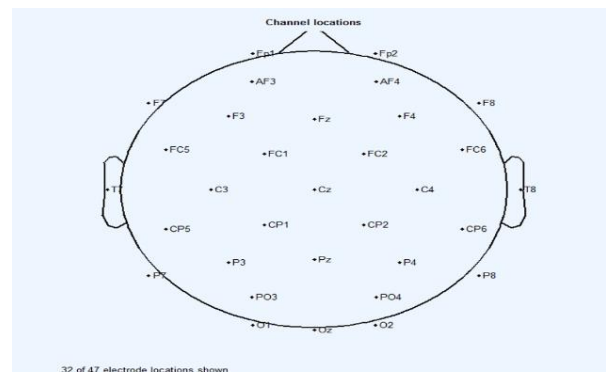 Channel locations
Fp1 Fp2
AF3 AF4
F7 F8
F3 Fz F4
FC5 FC1 FC2 FC6
T7 C3 Cz C4 T8
CP5 CP1 CP2 CP6
P3 Pz P4
P7 P8
PO3 PO4
O1 Oz O2
32 of 47 electrode locations shown